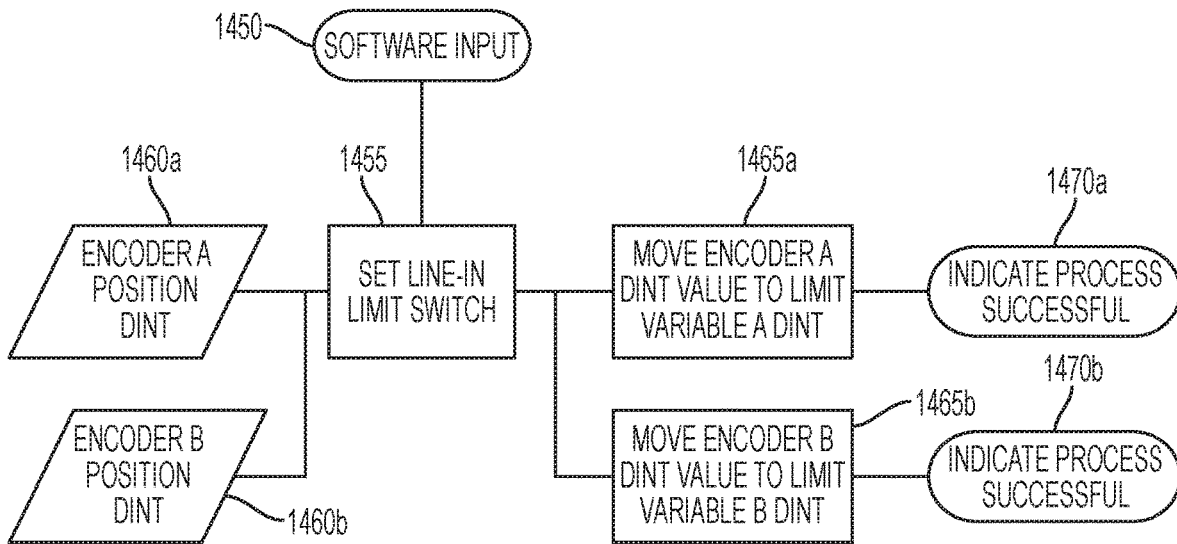 1450
SOFTWARE INPUT
1460a
1455
1465a
1470a
ENCODER A
POSITION
DINT
SET LINE-IN
LIMIT SWITCH
MOVE ENCODER A
DINT VALUE TO LIMIT
VARIABLE A DINT
INDICATE PROCESS
SUCCESSFUL
1470b
1465b
ENCODER B
POSITION
DINT
1460b
MOVE ENCODER B
DINT VALUE TO LIMIT
VARIABLE B DINT
INDICATE PROCESS
SUCCESSFUL